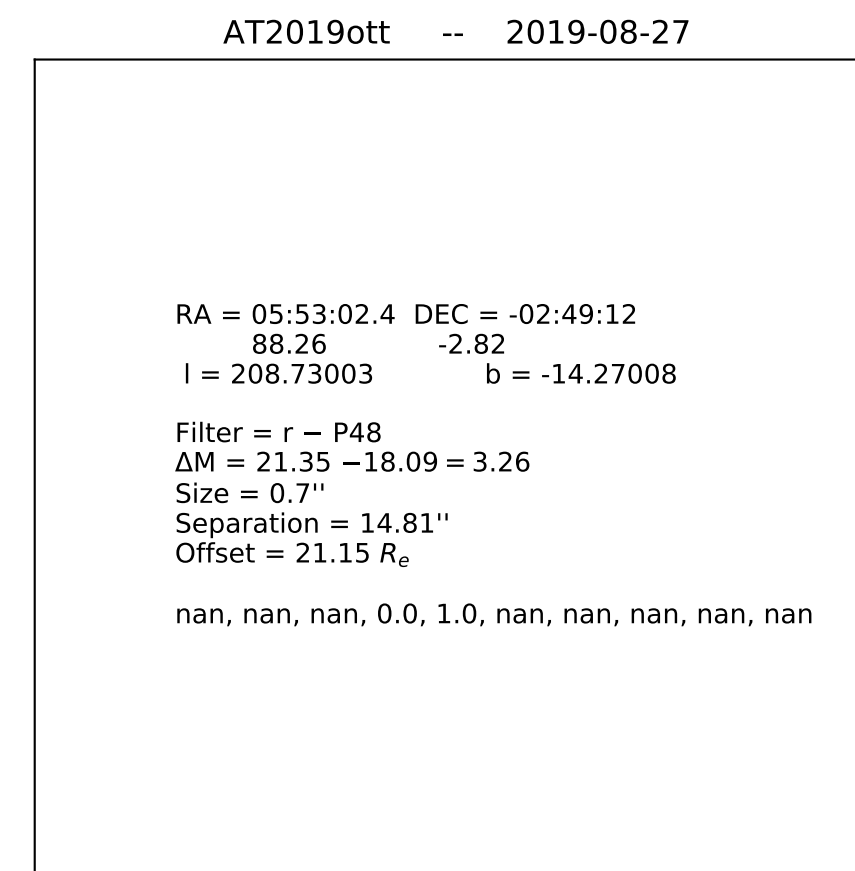 AT2019ott -- 2019-08-27
RA = 05:53:02.4 DEC = -02:49:12
88.26 -2.82
l = 208.73003 b = -14.27008
Filter = r − P48
ΔM = 21.35 −18.09 = 3.26
Size = 0.7''
Separation = 14.81''
Offset = 21.15 Rₑ
nan, nan, nan, 0.0, 1.0, nan, nan, nan, nan, nan